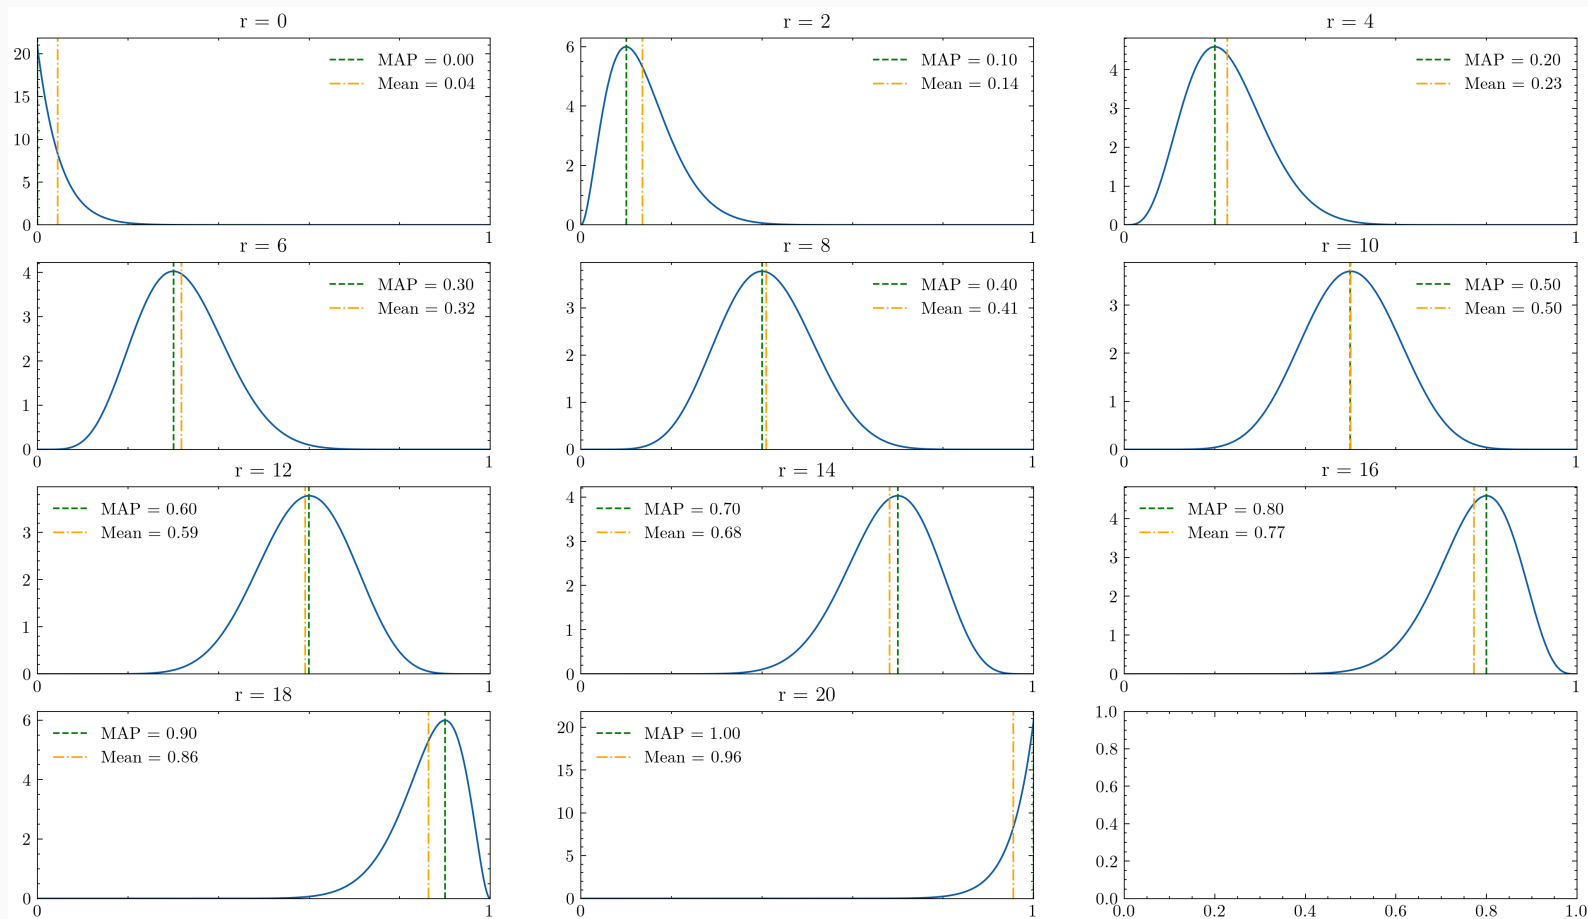 r = 0
20
15
10
5
0
0
1
MAP = 0.00
Mean = 0.04
r = 2
6
4
2
0
0
1
MAP = 0.10
Mean = 0.14
r = 4
4
3
2
1
0
0
1
MAP = 0.20
Mean = 0.23
r = 6
4
3
2
1
0
0
1
MAP = 0.30
Mean = 0.32
r = 8
3
2
1
0
0
1
MAP = 0.40
Mean = 0.41
r = 10
3
2
1
0
0
1
MAP = 0.50
Mean = 0.50
r = 12
3
2
1
0
0
1
MAP = 0.60
Mean = 0.59
r = 14
4
3
2
1
0
0
1
MAP = 0.70
Mean = 0.68
r = 16
4
3
2
1
0
0
1
MAP = 0.80
Mean = 0.77
r = 18
6
4
2
0
0
1
MAP = 0.90
Mean = 0.86
r = 20
20
15
10
5
0
0
1
MAP = 1.00
Mean = 0.96
1.0
0.8
0.6
0.4
0.2
0.0
0.0 0.2 0.4 0.6 0.8 1.0